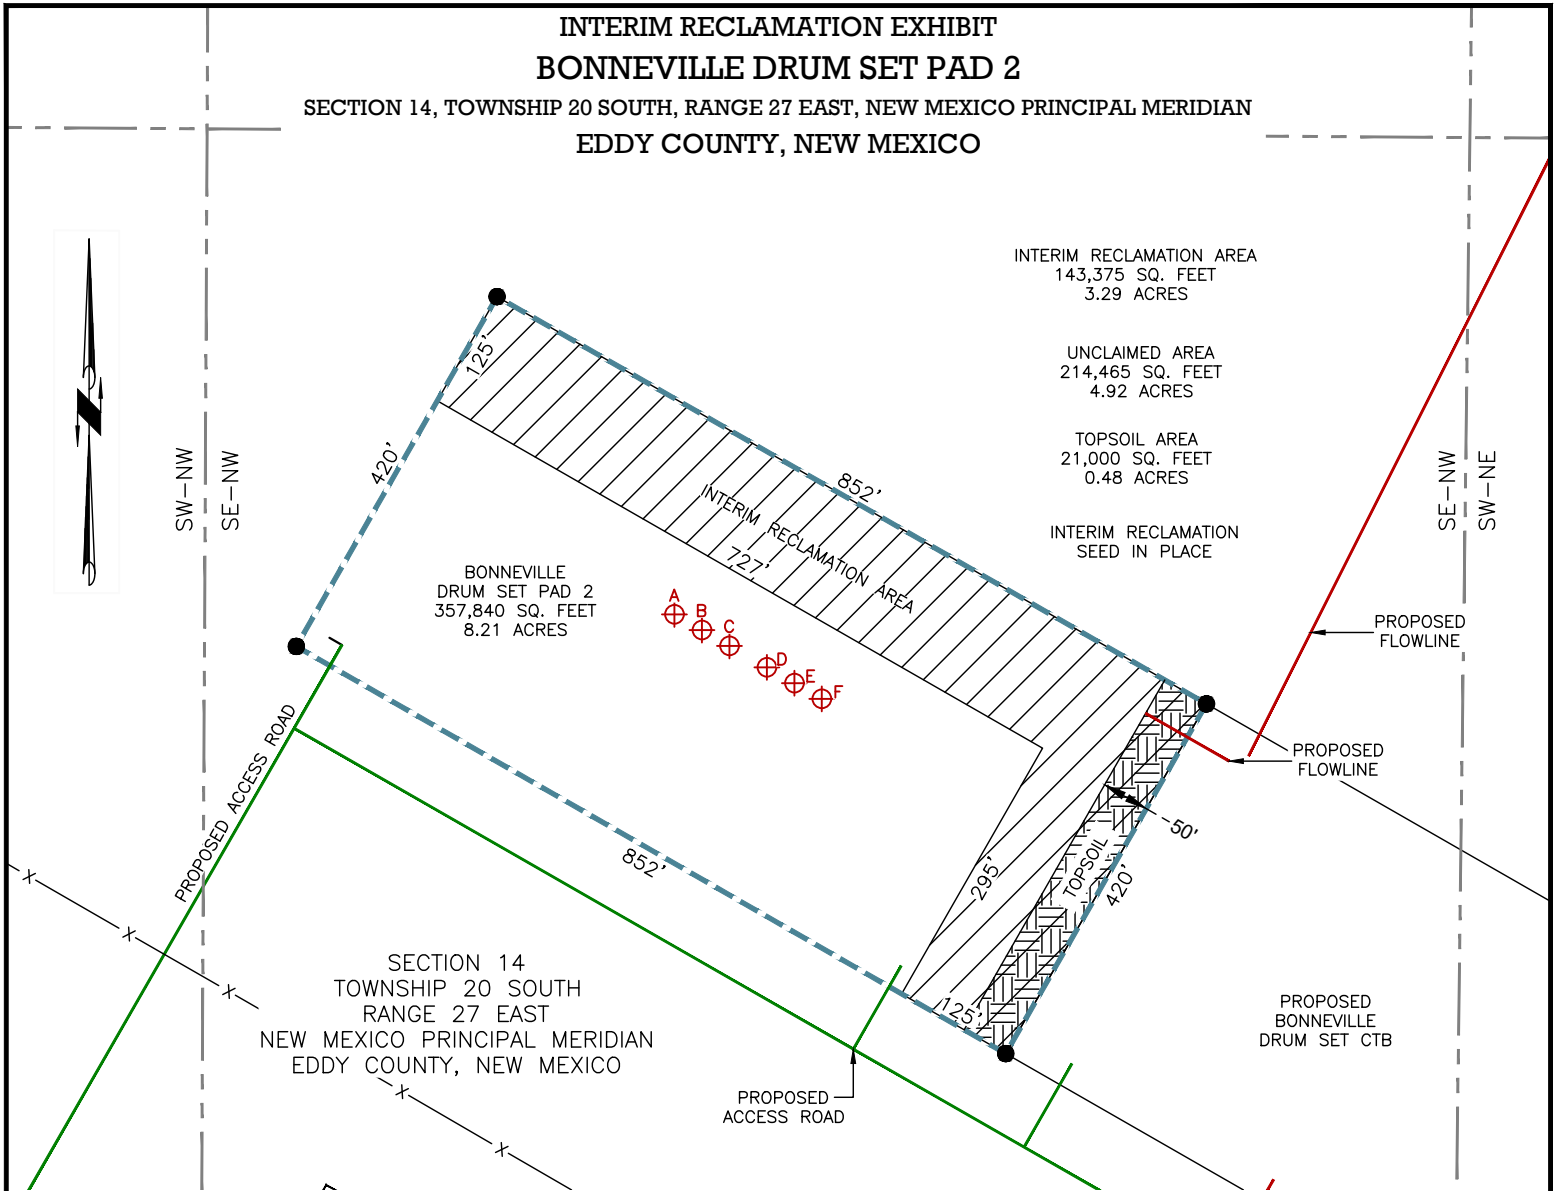 INTERIM RECLAMATION EXHIBIT
BONNEVILLE DRUM SET PAD 2
SECTION 14, TOWNSHIP 20 SOUTH, RANGE 27 EAST, NEW MEXICO PRINCIPAL MERIDIAN
EDDY COUNTY, NEW MEXICO
INTERIM RECLAMATION AREA
143,375 SQ. FEET
3.29 ACRES
UNCLAIMED AREA
214,465 SQ. FEET
4.92 ACRES
TOPSOIL AREA
21,000 SQ. FEET
0.48 ACRES
INTERIM RECLAMATION
SEED IN PLACE
SW-NW
SE-NW
SE-NW
SW-NE
125'
420'
852'
INTERIM RECLAMATION AREA
727'
BONNEVILLE
DRUM SET PAD 2
357,840 SQ. FEET
8.21 ACRES
A
B
C
D
E
F
PROPOSED
FLOWLINE
PROPOSED
FLOWLINE
50'
TOPSOIL
420'
295'
125'
852'
PROPOSED ACCESS ROAD
X
X
X
X
X
SECTION 14
TOWNSHIP 20 SOUTH
RANGE 27 EAST
NEW MEXICO PRINCIPAL MERIDIAN
EDDY COUNTY, NEW MEXICO
PROPOSED
ACCESS ROAD
PROPOSED
BONNEVILLE
DRUM SET CTB